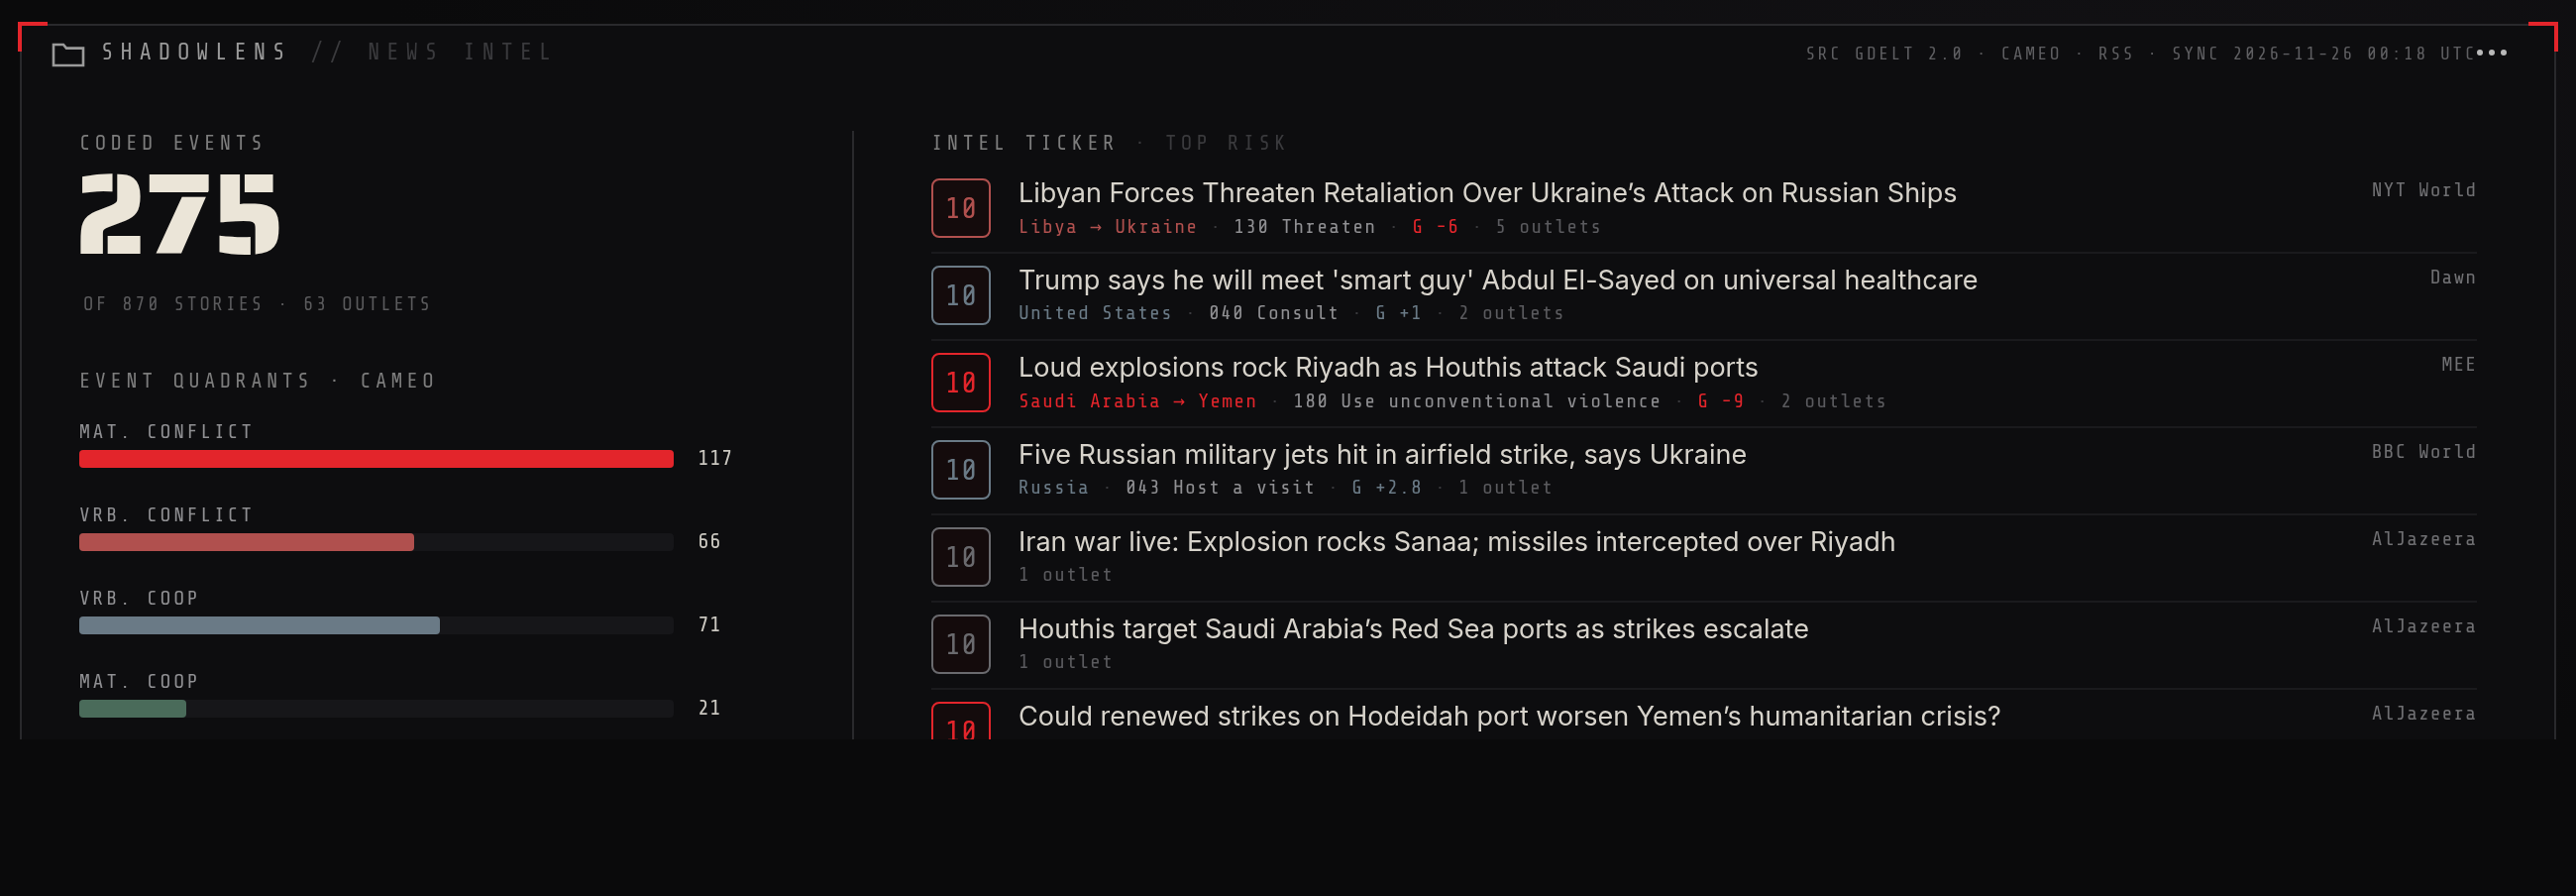 SHADOWLENS // NEWS INTEL
SRC GDELT 2.0 · CAMEO · RSS · SYNC 2026-11-26 00:18 UTC
CODED EVENTS
275
OF 870 STORIES · 63 OUTLETS
EVENT QUADRANTS · CAMEO
MAT. CONFLICT
117
VRB. CONFLICT
66
VRB. COOP
71
MAT. COOP
21
INTEL TICKER · TOP RISK
10
Libyan Forces Threaten Retaliation Over Ukraine’s Attack on Russian Ships
NYT World
Libya → Ukraine · 130 Threaten · G -6 · 5 outlets
10
Trump says he will meet 'smart guy' Abdul El-Sayed on universal healthcare
Dawn
United States · 040 Consult · G +1 · 2 outlets
10
Loud explosions rock Riyadh as Houthis attack Saudi ports
MEE
Saudi Arabia → Yemen · 180 Use unconventional violence · G -9 · 2 outlets
10
Five Russian military jets hit in airfield strike, says Ukraine
BBC World
Russia · 043 Host a visit · G +2.8 · 1 outlet
10
Iran war live: Explosion rocks Sanaa; missiles intercepted over Riyadh
AlJazeera
1 outlet
10
Houthis target Saudi Arabia’s Red Sea ports as strikes escalate
AlJazeera
1 outlet
10
Could renewed strikes on Hodeidah port worsen Yemen’s humanitarian crisis?
AlJazeera